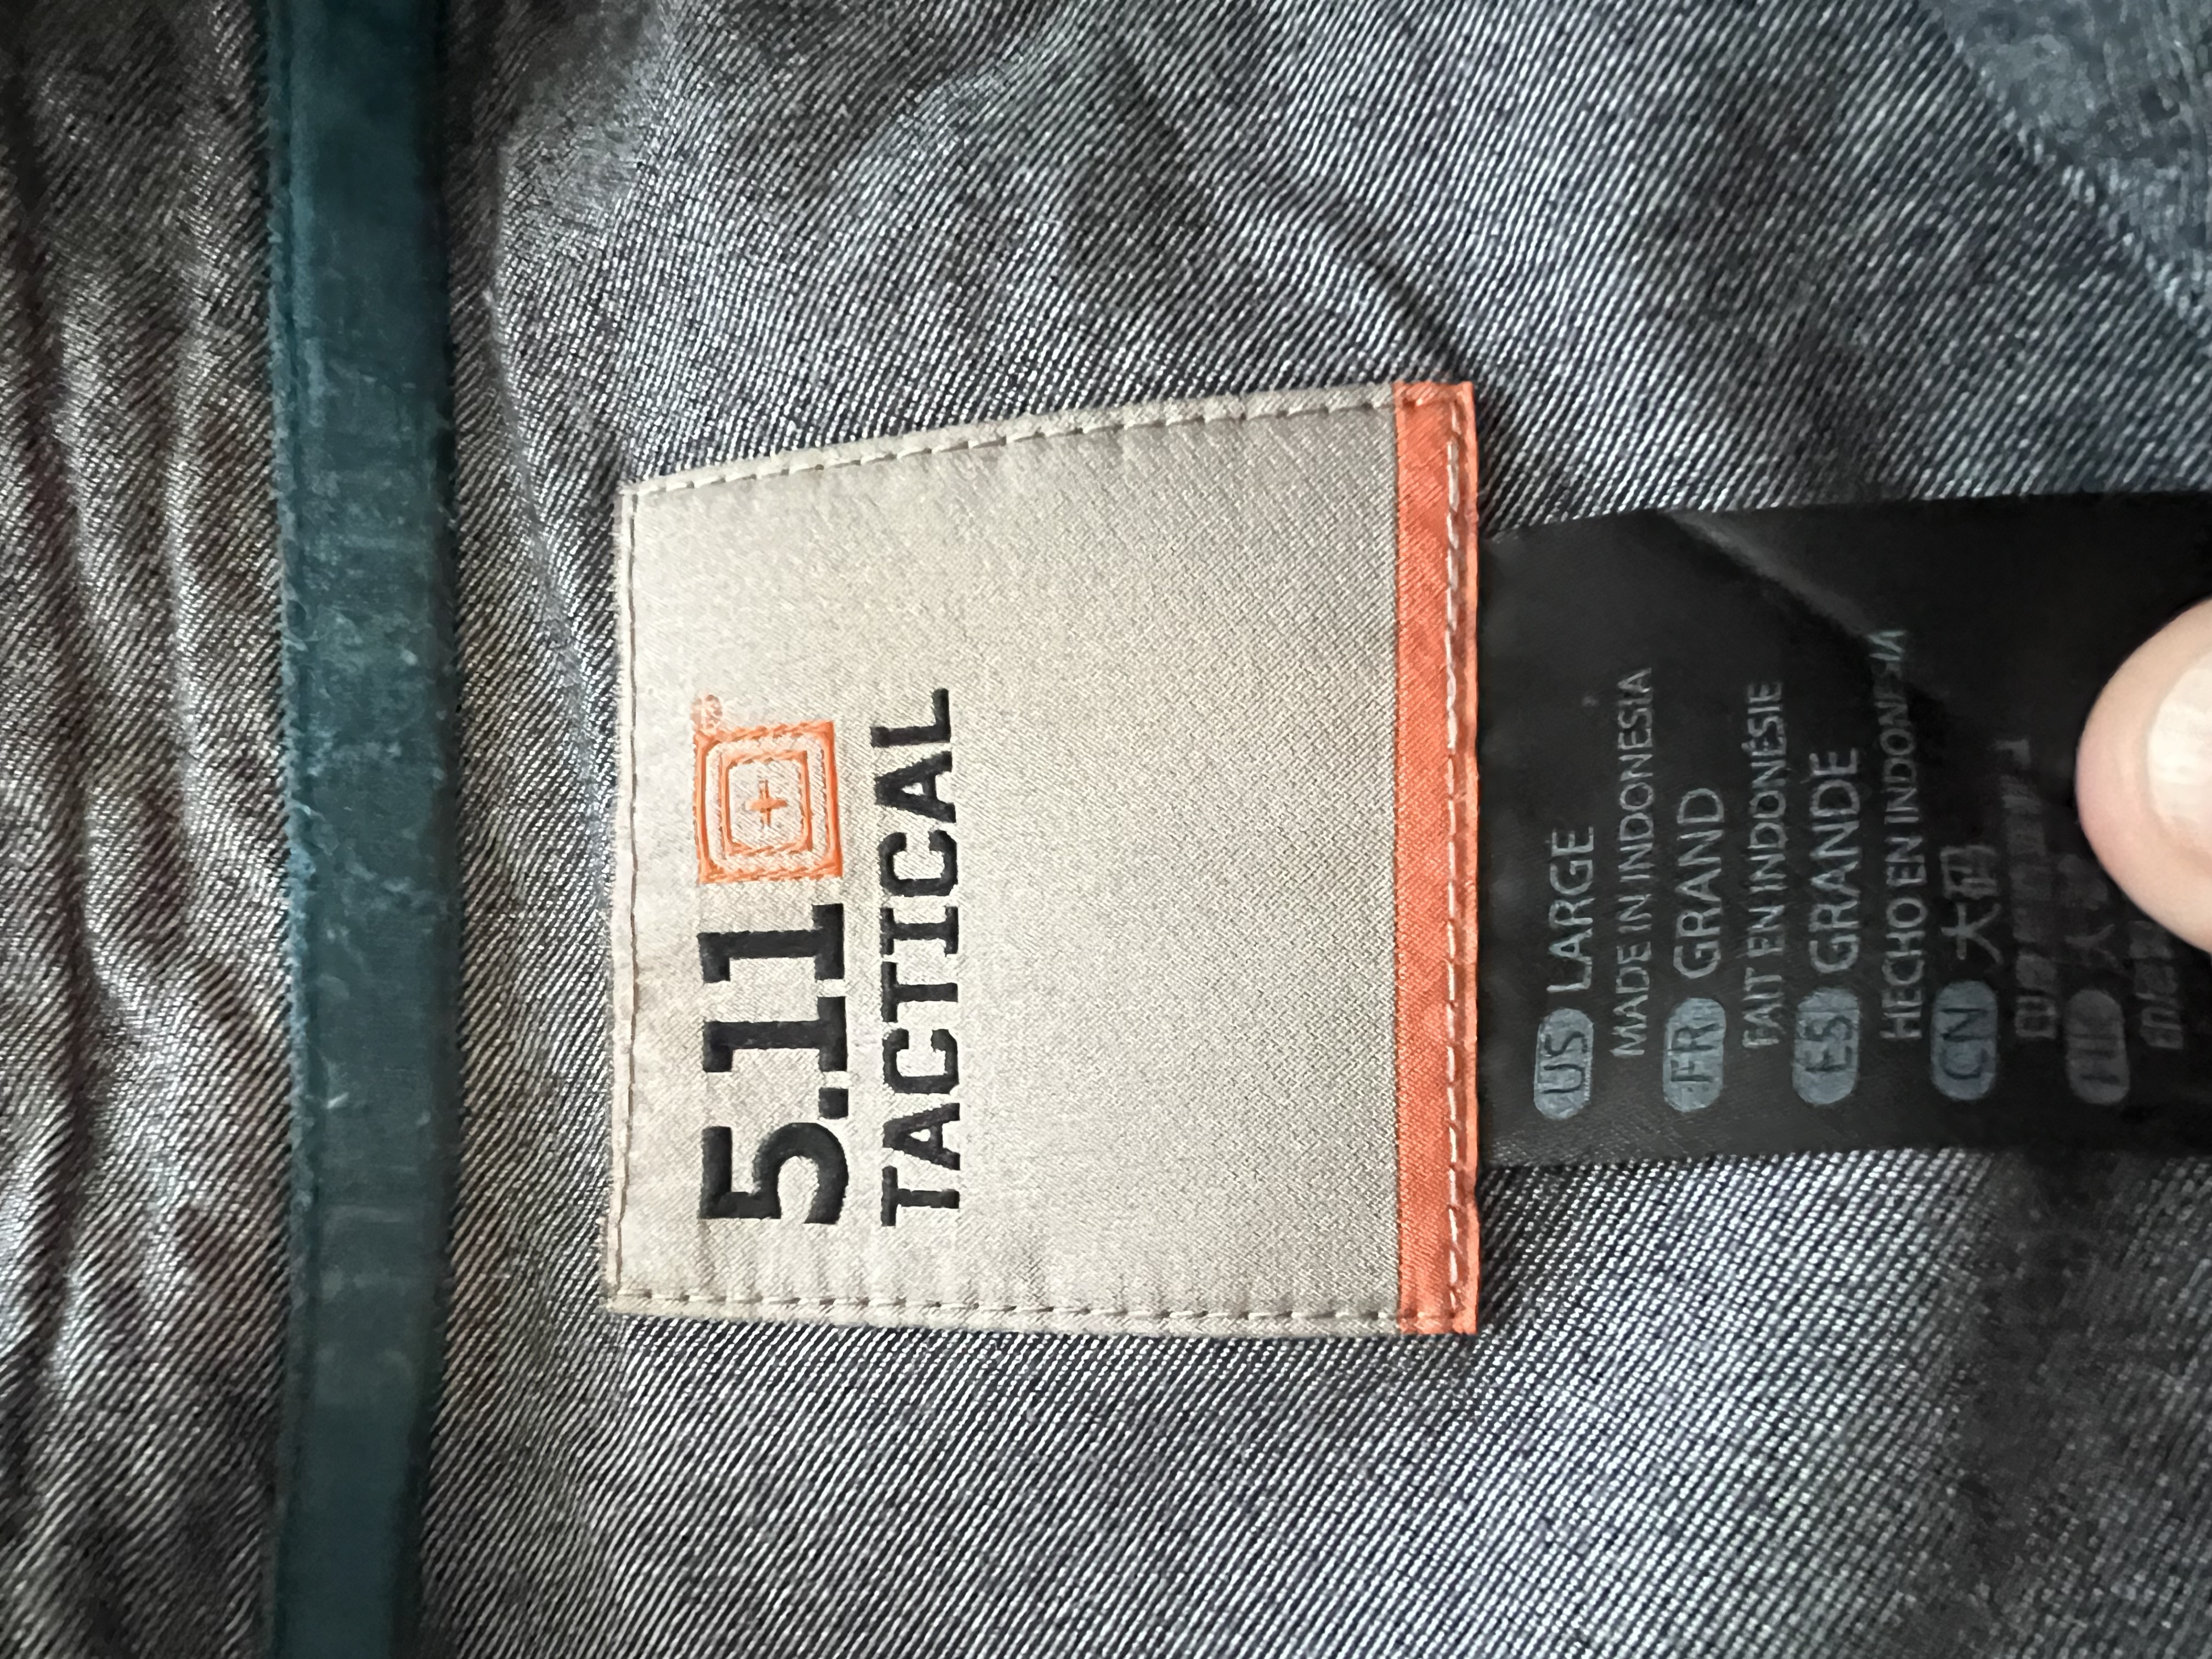 5.11®
TACTICAL
US LARGE
MADE IN INDONESIA
FR GRAND
FAIT EN INDONÉSIE
ES GRANDE
HECHO EN INDONESIA
CN 大码
HK